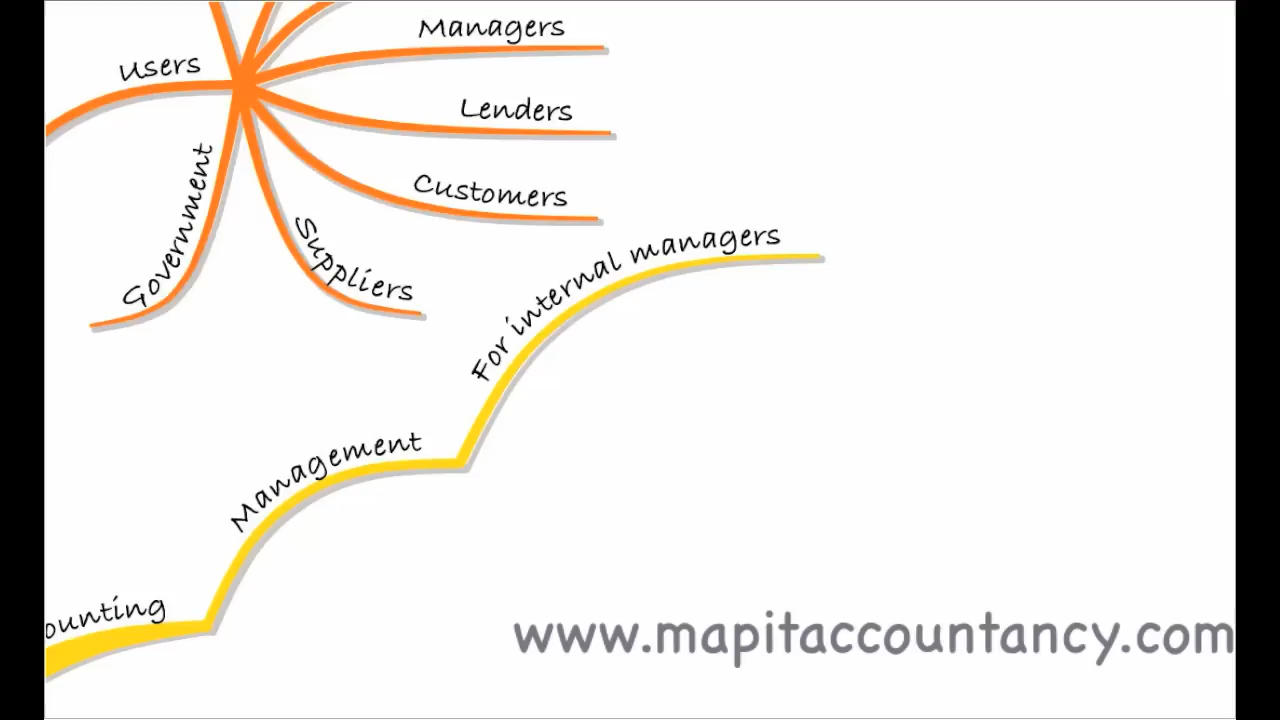 Managers
Users
Lenders
Customers
Government
Suppliers
For internal managers
Management
ounting
www.mapitaccountancy.com